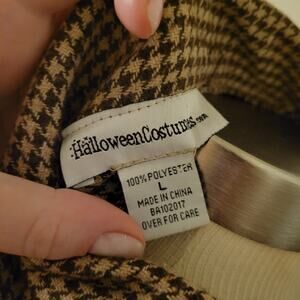 HalloweenCostumes.com
100% POLYESTER
L
MADE IN CHINA
BA102017
OVER FOR CARE